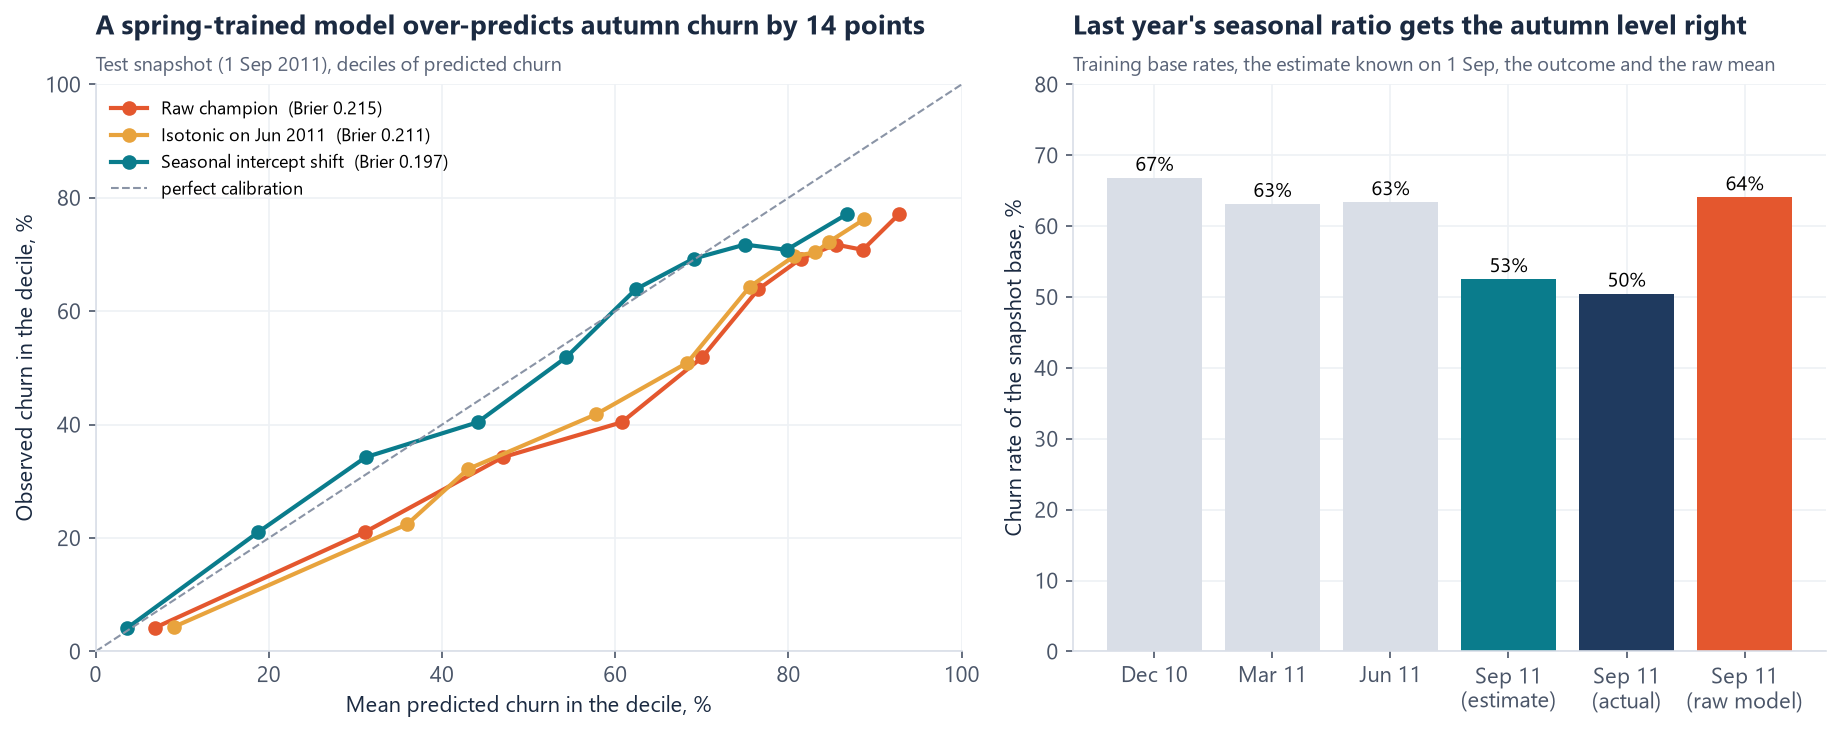 A spring-trained model over-predicts autumn churn by 14 points
Test snapshot (1 Sep 2011), deciles of predicted churn
Raw champion (Brier 0.215)
Isotonic on Jun 2011 (Brier 0.211)
Seasonal intercept shift (Brier 0.197)
perfect calibration
Observed churn in the decile, %
100
80
60
40
20
0
0 20 40 60 80 100
Mean predicted churn in the decile, %
Last year's seasonal ratio gets the autumn level right
Training base rates, the estimate known on 1 Sep, the outcome and the raw mean
Churn rate of the snapshot base, %
80
70
60
50
40
30
20
10
0
67% 63% 63% 53% 50% 64%
Dec 10 Mar 11 Jun 11 Sep 11 Sep 11 Sep 11
(estimate) (actual) (raw model)